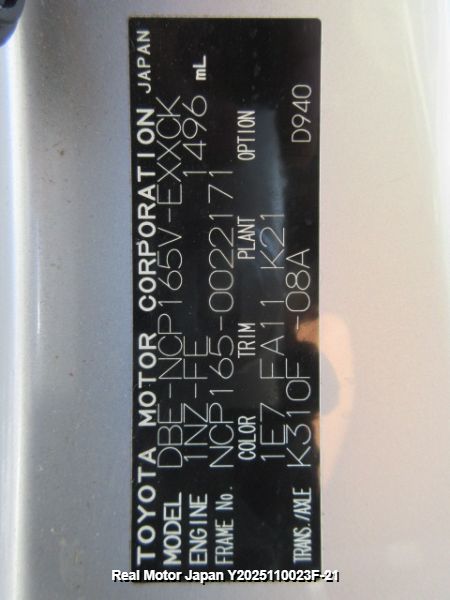 TOYOTA MOTOR CORPORATION JAPAN
MODEL DBE-NCP165V-EXXCK
ENGINE 1NZ-FE 1496 mL
FRAME No. NCP165-0022171
COLOR TRIM PLANT OPTION
1E7 FA11 K21
TRANS./AXLE K310F -08A D940
Real Motor Japan Y2025110023F-21